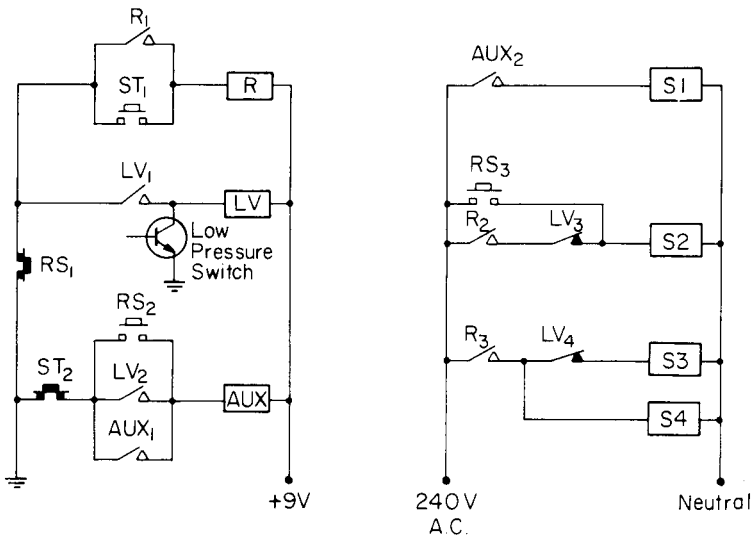 R1
ST1
R
LV1
LV
Low
Pressure
Switch
RS1
RS2
ST2
LV2
AUX
AUX1
+9V
AUX2
S1
RS3
R2
LV3
S2
R3
LV4
S3
S4
240V
A.C.
Neutral